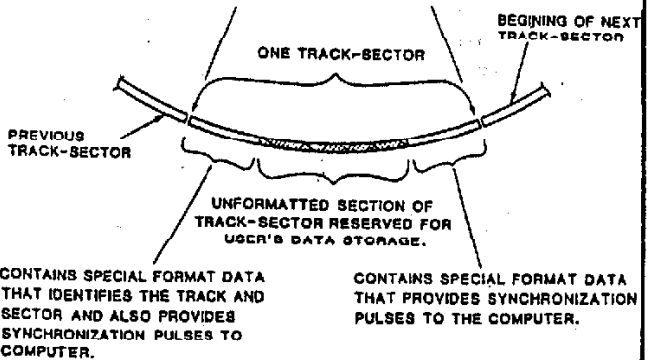 BEGINING OF NEXT
TRACK-SECTOR
ONE TRACK-SECTOR
PREVIOUS
TRACK-SECTOR
UNFORMATTED SECTION OF
TRACK-SECTOR RESERVED FOR
USER'S DATA STORAGE.
CONTAINS SPECIAL FORMAT DATA
THAT IDENTIFIES THE TRACK AND
SECTOR AND ALSO PROVIDES
SYNCHRONIZATION PULSES TO
COMPUTER.
CONTAINS SPECIAL FORMAT DATA
THAT PROVIDES SYNCHRONIZATION
PULSES TO THE COMPUTER.